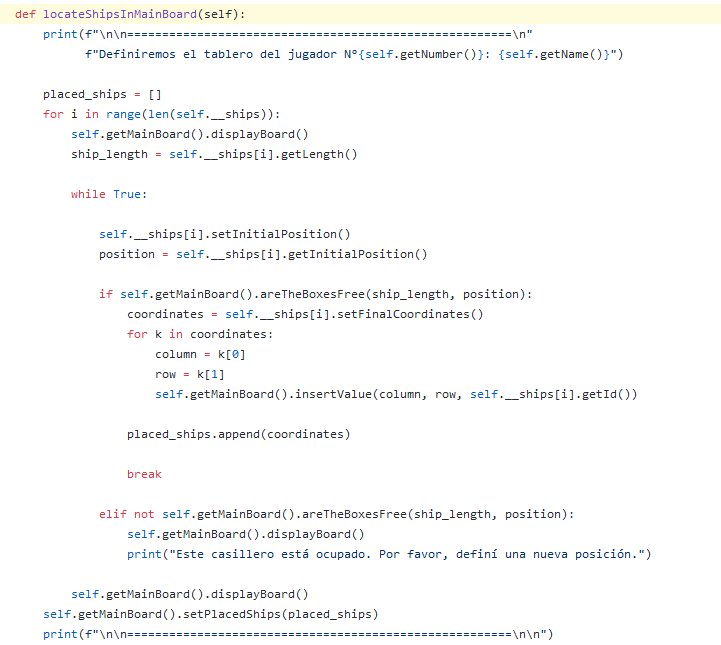 def locateShipsInMainBoard(self):
    print(f"\n\n=======================================================\n"
          f"Definiremos el tablero del jugador N°{self.getNumber()}: {self.getName()}")
    placed_ships = []
    for i in range(len(self.__ships)):
        self.getMainBoard().displayBoard()
        ship_length = self.__ships[i].getLength()
        while True:
            self.__ships[i].setInitialPosition()
            position = self.__ships[i].getInitialPosition()
            if self.getMainBoard().areTheBoxesFree(ship_length, position):
                coordinates = self.__ships[i].setFinalCoordinates()
                for k in coordinates:
                    column = k[0]
                    row = k[1]
                    self.getMainBoard().insertValue(column, row, self.__ships[i].getId())
                placed_ships.append(coordinates)
                break
            elif not self.getMainBoard().areTheBoxesFree(ship_length, position):
                self.getMainBoard().displayBoard()
                print("Este casillero está ocupado. Por favor, definí una nueva posición.")
        self.getMainBoard().displayBoard()
    self.getMainBoard().setPlacedShips(placed_ships)
    print(f"\n\n=======================================================\n\n")